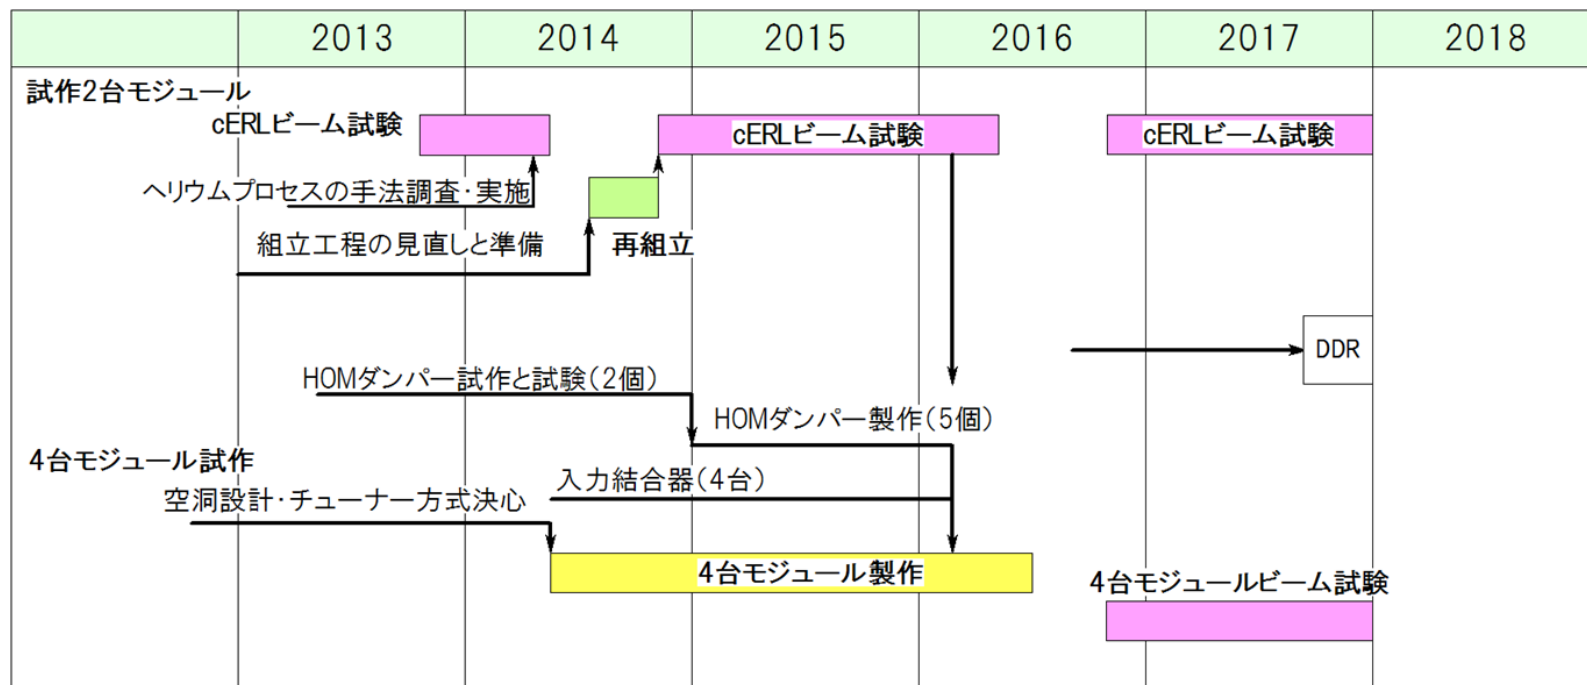 2013 2014 2015 2016 2017 2018
試作2台モジュール
cERLビーム試験
cERLビーム試験
cERLビーム試験
ヘリウムプロセスの手法調査・実施
組立工程の見直しと準備
再組立
DDR
HOMダンパー試作と試験(2個)
HOMダンパー製作(5個)
4台モジュール試作
入力結合器(4台)
空洞設計・チューナー方式決心
4台モジュール製作
4台モジュールビーム試験